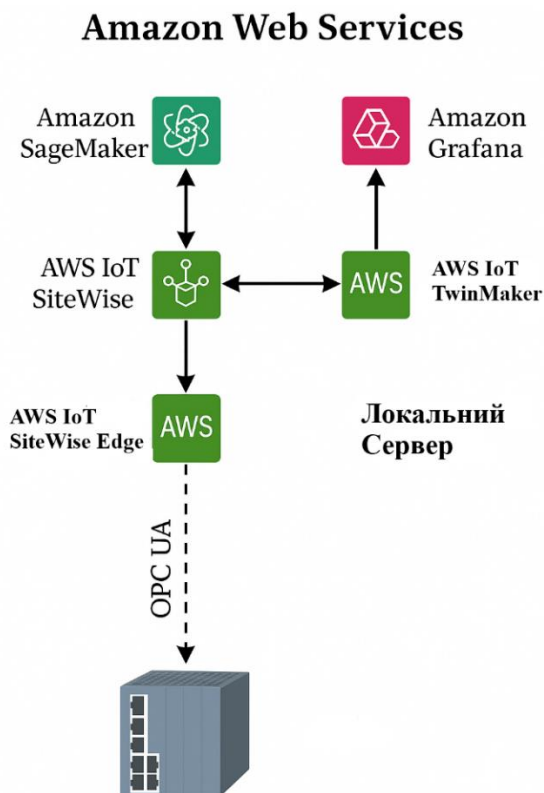 Amazon Web Services
Amazon
SageMaker
Amazon
Grafana
AWS IoT
SiteWise
AWS
AWS IoT
TwinMaker
AWS IoT
SiteWise Edge
AWS
Локальний
Сервер
OPC UA